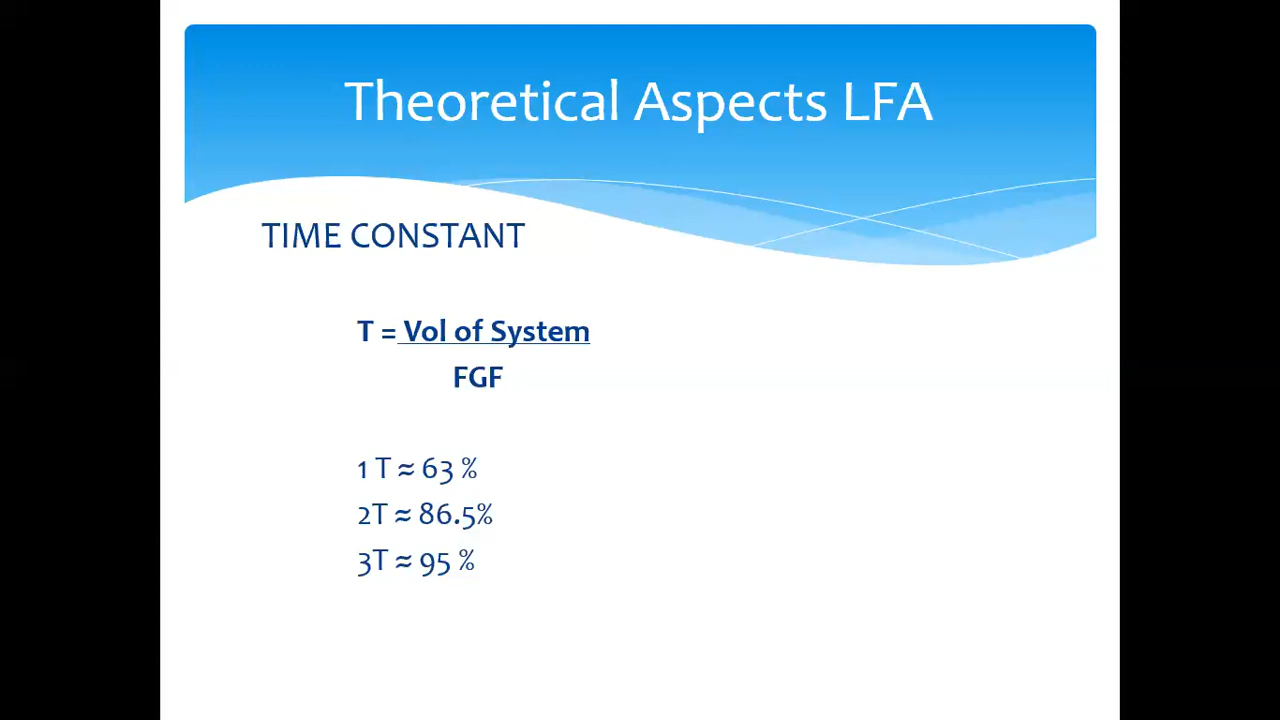 Theoretical Aspects LFA
TIME CONSTANT
T = Vol of System
FGF
1 T ≈ 63 %
2T ≈ 86.5%
3T ≈ 95 %